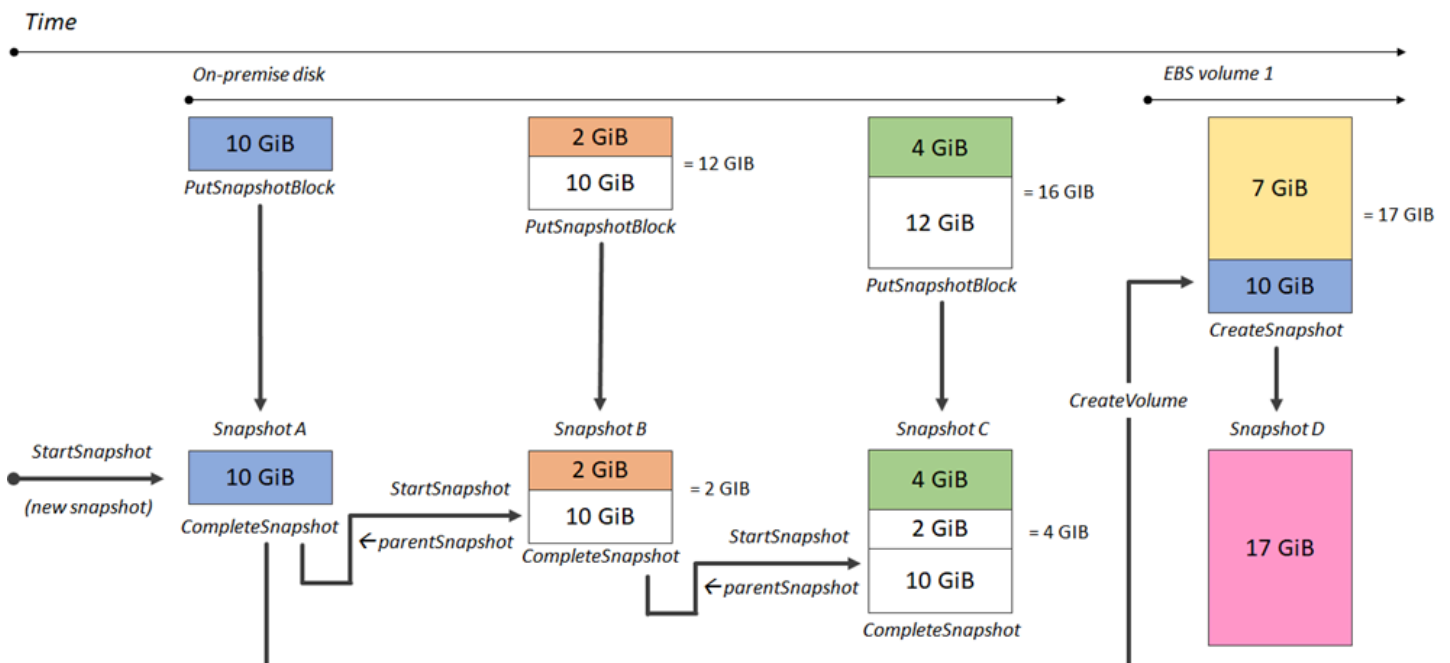 Time
On-premise disk
EBS volume 1
10 GiB
PutSnapshotBlock
2 GiB
10 GiB
= 12 GIB
PutSnapshotBlock
4 GiB
12 GiB
= 16 GIB
PutSnapshotBlock
7 GiB
10 GiB
= 17 GIB
CreateSnapshot
CreateVolume
StartSnapshot
(new snapshot)
Snapshot A
10 GiB
CompleteSnapshot
StartSnapshot
←parentSnapshot
Snapshot B
2 GiB
10 GiB
= 2 GIB
CompleteSnapshot
StartSnapshot
←parentSnapshot
Snapshot C
4 GiB
2 GiB
10 GiB
= 4 GIB
CompleteSnapshot
Snapshot D
17 GiB